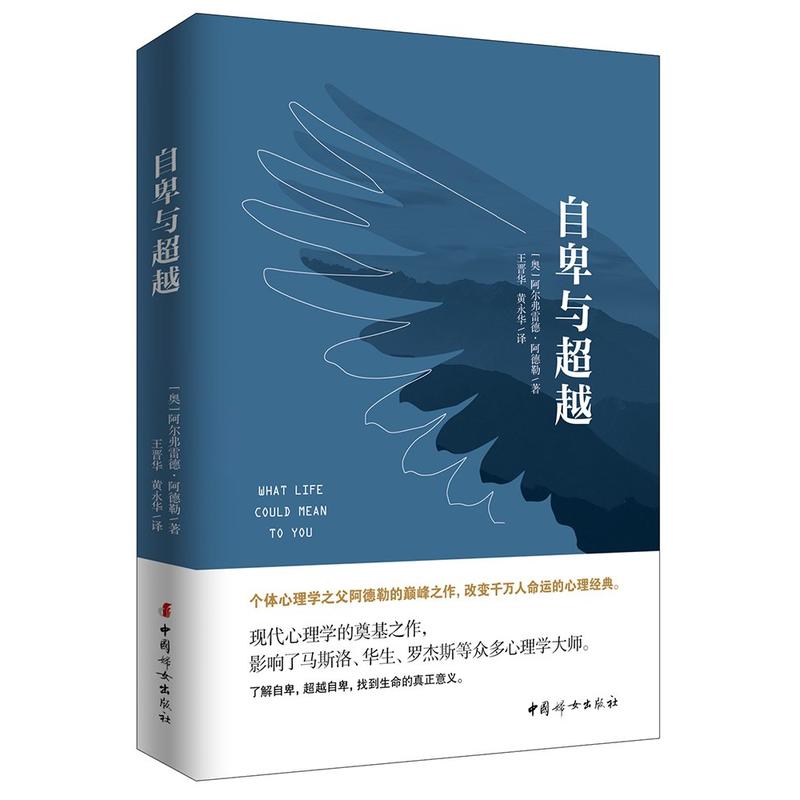 自卑与超越
[奥]阿尔弗雷德·阿德勒/著
王晋华 黄永华/译
中国妇女出版社
自卑与超越
[奥]阿尔弗雷德·阿德勒/著
王晋华 黄永华/译
WHAT LIFE
COULD MEAN
TO YOU
个体心理学之父阿德勒的巅峰之作，改变千万人命运的心理经典。
现代心理学的奠基之作，
影响了马斯洛、华生、罗杰斯等众多心理学大师。
了解自卑，超越自卑，找到生命的真正意义。
中国妇女出版社